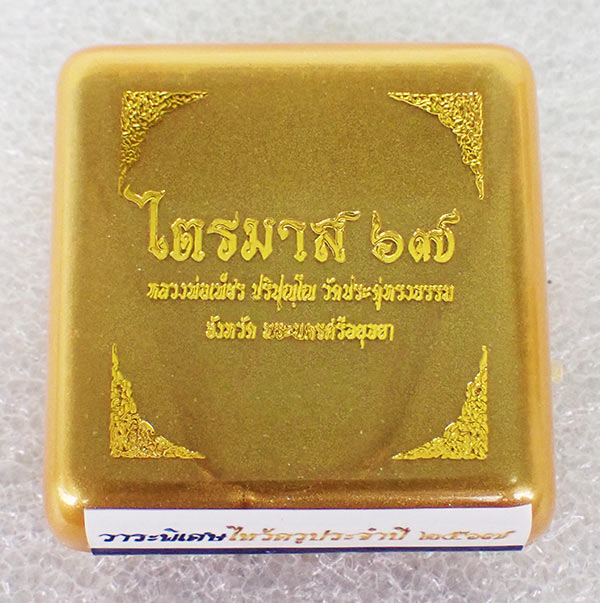 ไตรมาส ๖๗
หลวงพ่อเพียร ปริปุณฺโณ วัดประดู่ทรงธรรม
จังหวัด พระนครศรีอยุธยา
วาระพิเศษไหว้ครูประจำปี ๒๕๖๗